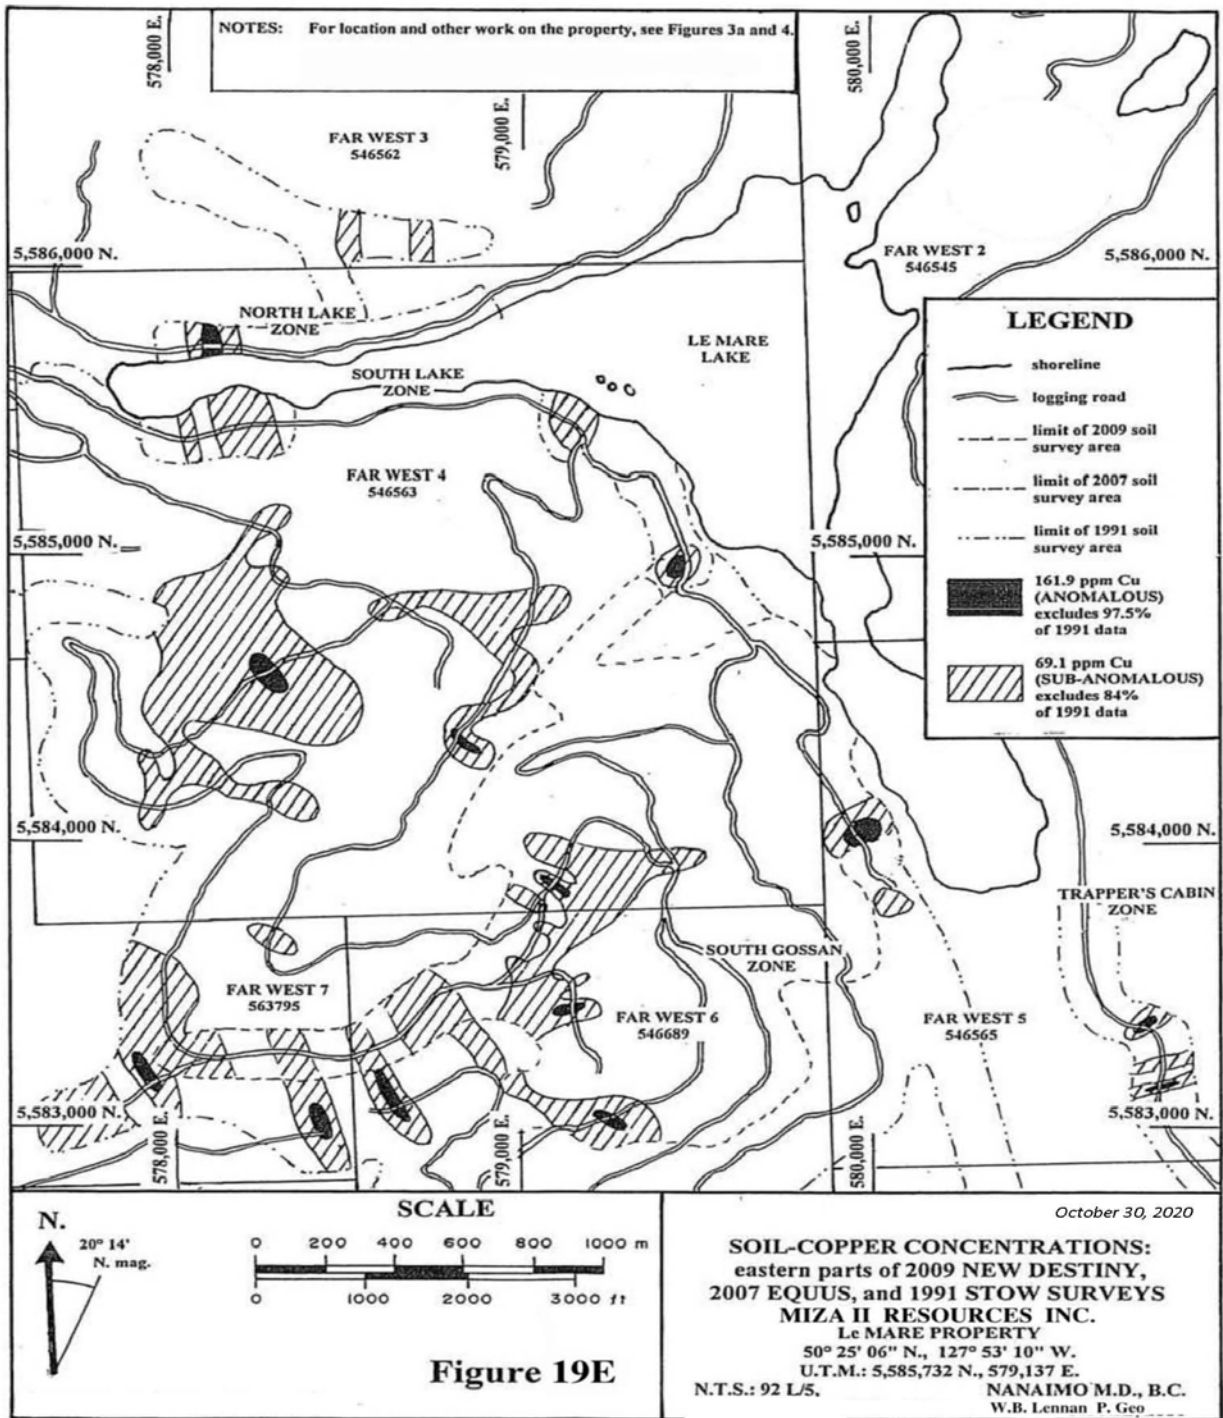 578,000 E.
NOTES: For location and other work on the property, see Figures 3a and 4.
580,000 E.
579,000 E.
FAR WEST 3
546562
5,586,000 N.
FAR WEST 2
546545
5,586,000 N.
NORTH LAKE
ZONE
LE MARE
LAKE
SOUTH LAKE
ZONE
LEGEND
shoreline
logging road
limit of 2009 soil
survey area
limit of 2007 soil
survey area
limit of 1991 soil
survey area
161.9 ppm Cu
(ANOMALOUS)
excludes 97.5%
of 1991 data
69.1 ppm Cu
(SUB-ANOMALOUS)
excludes 84%
of 1991 data
FAR WEST 4
546563
5,585,000 N.
5,585,000 N.
5,584,000 N.
5,584,000 N.
TRAPPER'S CABIN
ZONE
SOUTH GOSSAN
ZONE
FAR WEST 7
563795
FAR WEST 6
546689
FAR WEST 5
546565
5,583,000 N.
5,583,000 N.
578,000 E.
579,000 E.
580,000 E.
N.
20° 14'
N. mag.
SCALE
0 200 400 600 800 1000 m
0 1000 2000 3000 ft
Figure 19E
October 30, 2020
SOIL-COPPER CONCENTRATIONS:
eastern parts of 2009 NEW DESTINY,
2007 EQUUS, and 1991 STOW SURVEYS
MIZA II RESOURCES INC.
Le MARE PROPERTY
50° 25' 06" N., 127° 53' 10" W.
U.T.M.: 5,585,732 N., 579,137 E.
N.T.S.: 92 L/5. NANAIMO M.D., B.C.
W.B. Lennan P. Geo